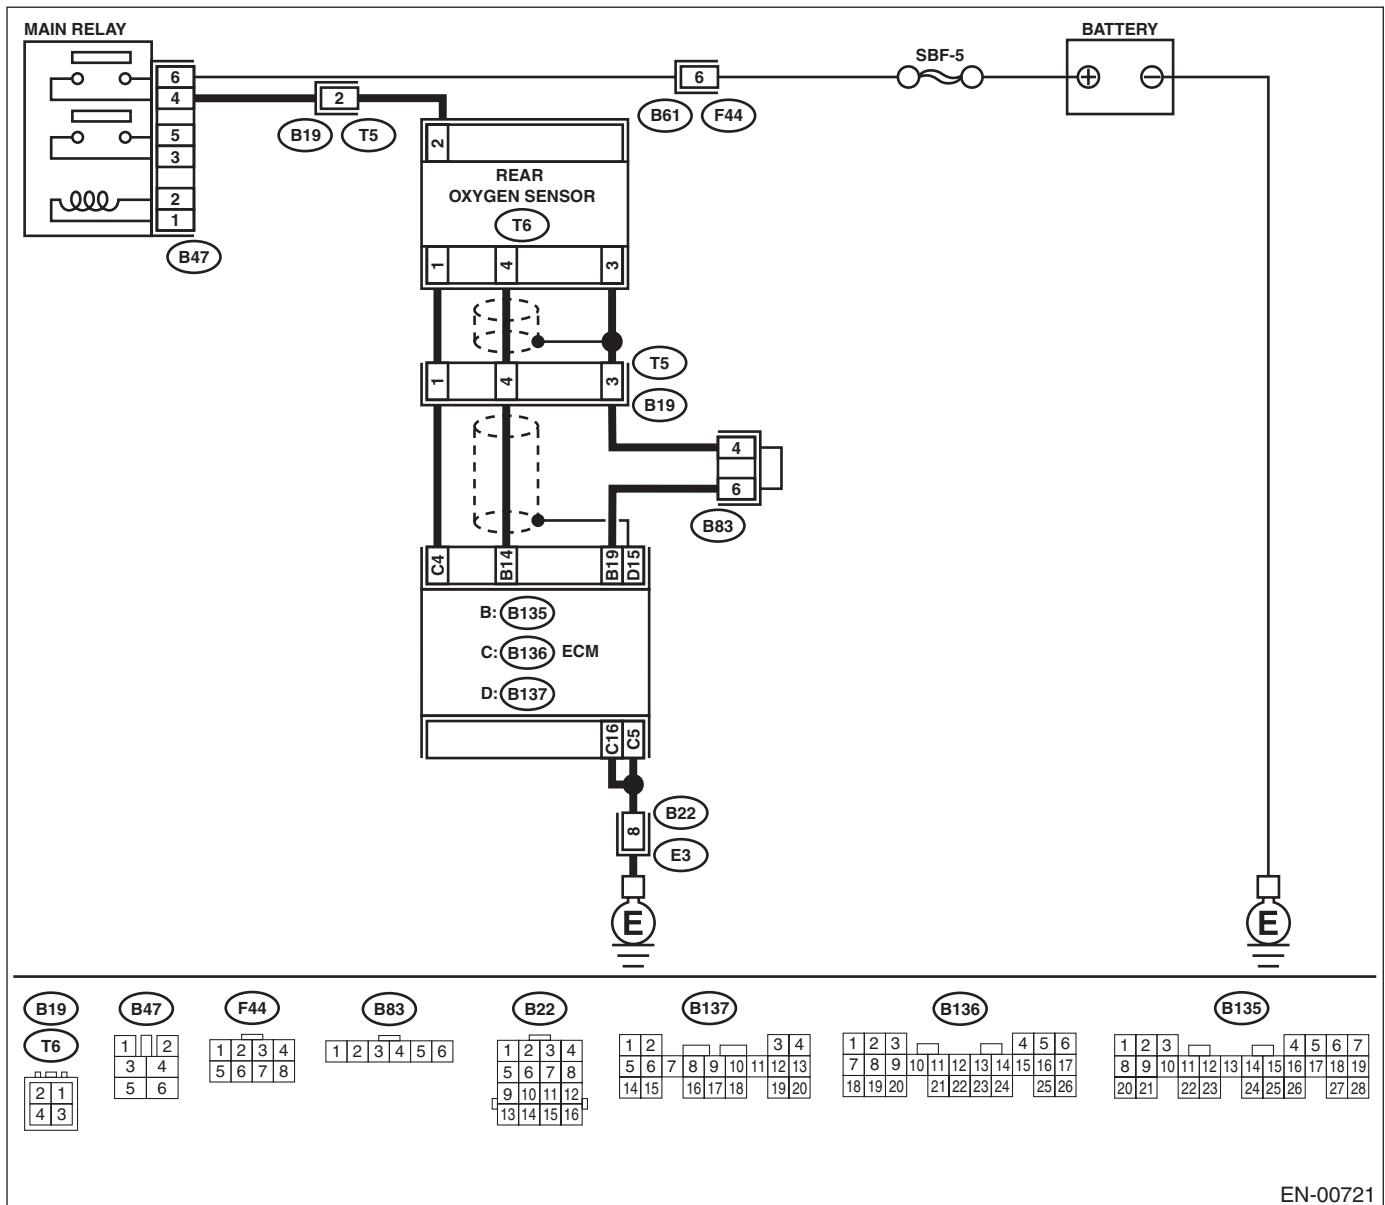 MAIN RELAY
BATTERY
SBF-5
6
4
5
3
2
1
B47
2
B19 T5
6
B61 F44
2
REAR
OXYGEN SENSOR
T6
1 4 3
1 4 3
T5
B19
4
6
B83
C4 B14 B19 D15
B: B135
C: B136 ECM
D: B137
C16 C5
8
B22
E3
E
E
B19
T6
2 1
4 3
B47
1 2
3 4
5 6
F44
1 2 3 4
5 6 7 8
B83
1 2 3 4 5 6
B22
1 2 3 4
5 6 7 8
9 10 11 12
13 14 15 16
B137
1 2 3 4
5 6 7 8 9 10 11 12 13
14 15 16 17 18 19 20
B136
1 2 3 4 5 6
7 8 9 10 11 12 13 14 15 16 17
18 19 20 21 22 23 24 25 26
B135
1 2 3 4 5 6 7
8 9 10 11 12 13 14 15 16 17 18 19
20 21 22 23 24 25 26 27 28
EN-00721